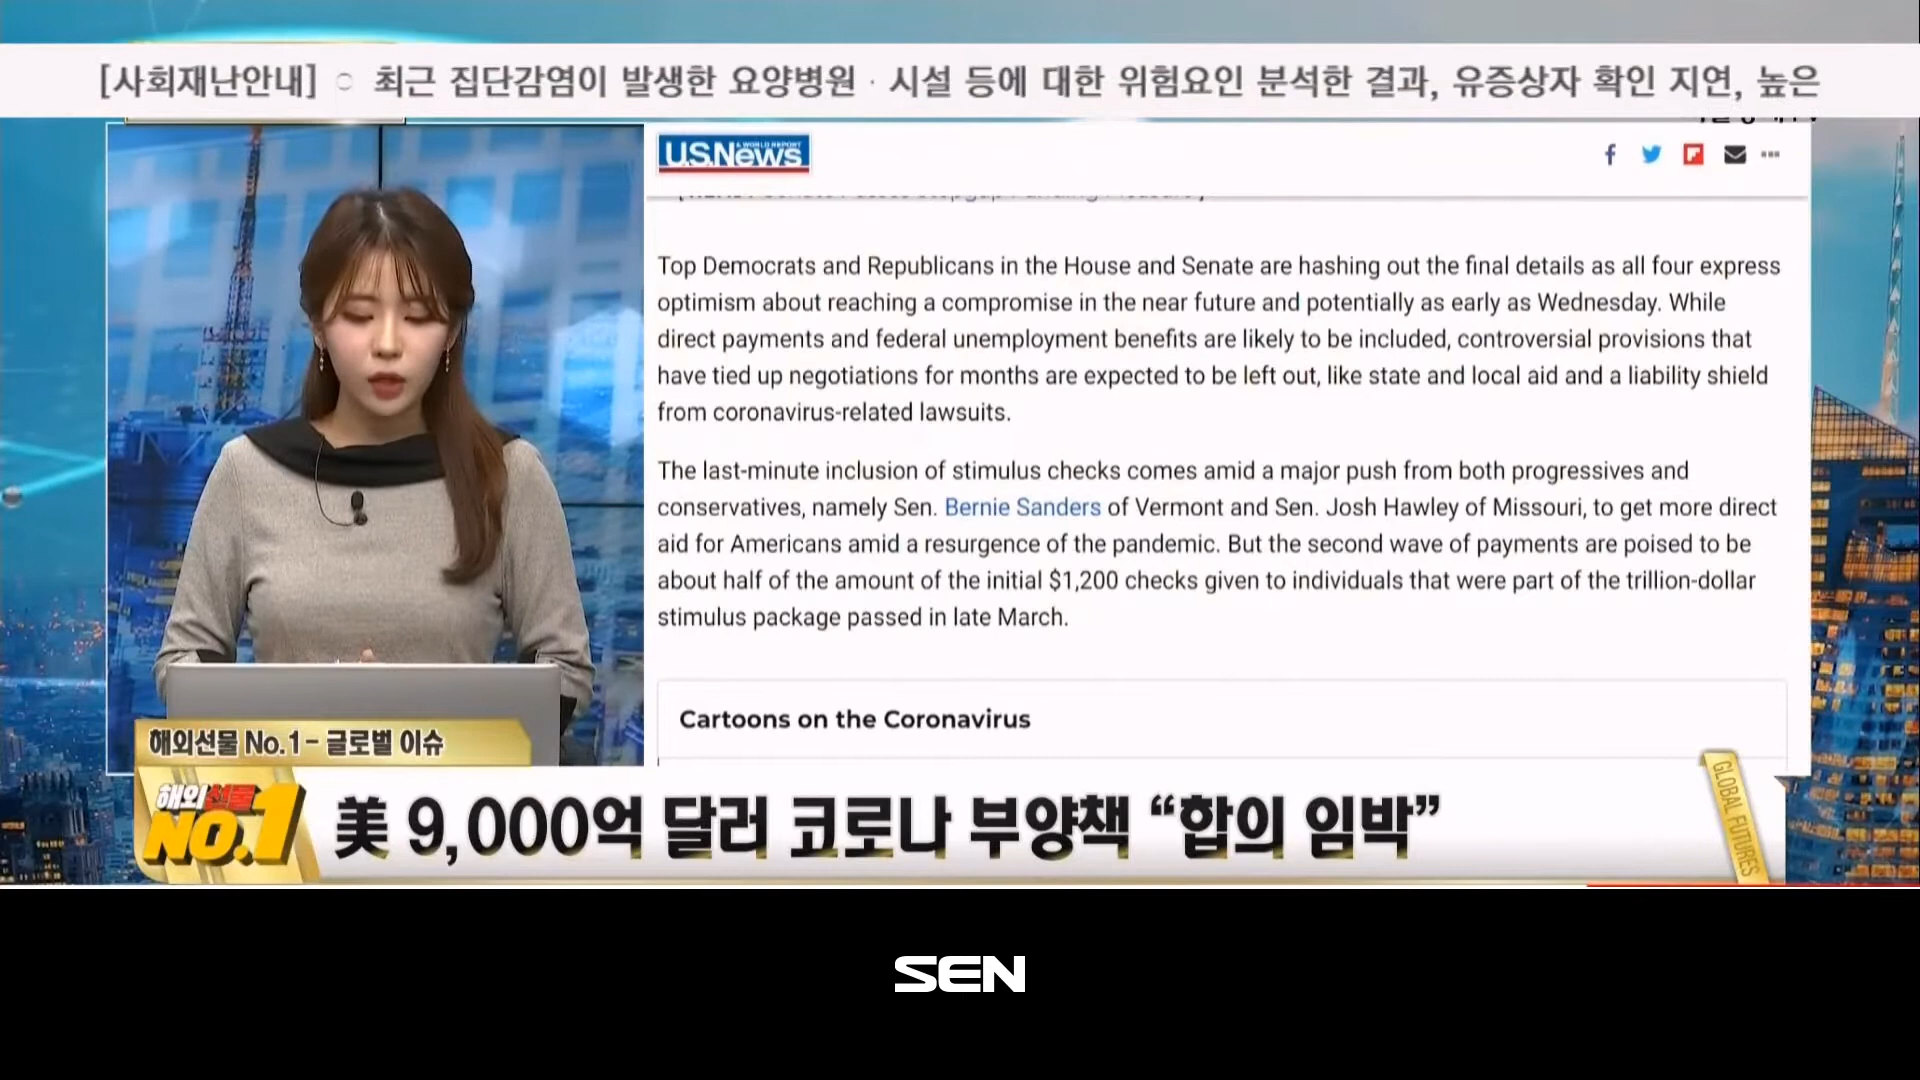 [사회재난안내] ○ 최근 집단감염이 발생한 요양병원 · 시설 등에 대한 위험요인 분석한 결과, 유증상자 확인 지연, 높은
U.S.News
& WORLD REPORT
Top Democrats and Republicans in the House and Senate are hashing out the final details as all four express
optimism about reaching a compromise in the near future and potentially as early as Wednesday. While
direct payments and federal unemployment benefits are likely to be included, controversial provisions that
have tied up negotiations for months are expected to be left out, like state and local aid and a liability shield
from coronavirus-related lawsuits.
The last-minute inclusion of stimulus checks comes amid a major push from both progressives and
conservatives, namely Sen. Bernie Sanders of Vermont and Sen. Josh Hawley of Missouri, to get more direct
aid for Americans amid a resurgence of the pandemic. But the second wave of payments are poised to be
about half of the amount of the initial $1,200 checks given to individuals that were part of the trillion-dollar
stimulus package passed in late March.
Cartoons on the Coronavirus
해외선물 No.1 - 글로벌 이슈
해외선물
NO.1
美 9,000억 달러 코로나 부양책 “합의 임박”
GLOBAL FUTURES
SEN